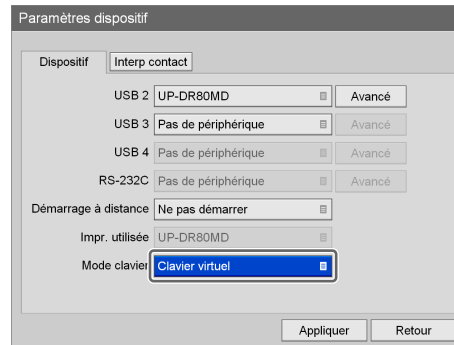 Paramètres dispositif
Dispositif Interp contact
USB 2 UP-DR80MD Avancé
USB 3 Pas de périphérique Avancé
USB 4 Pas de périphérique Avancé
RS-232C Pas de périphérique Avancé
Démarrage à distance Ne pas démarrer
Impr. utilisée UP-DR80MD
Mode clavier Clavier virtuel
Appliquer Retour